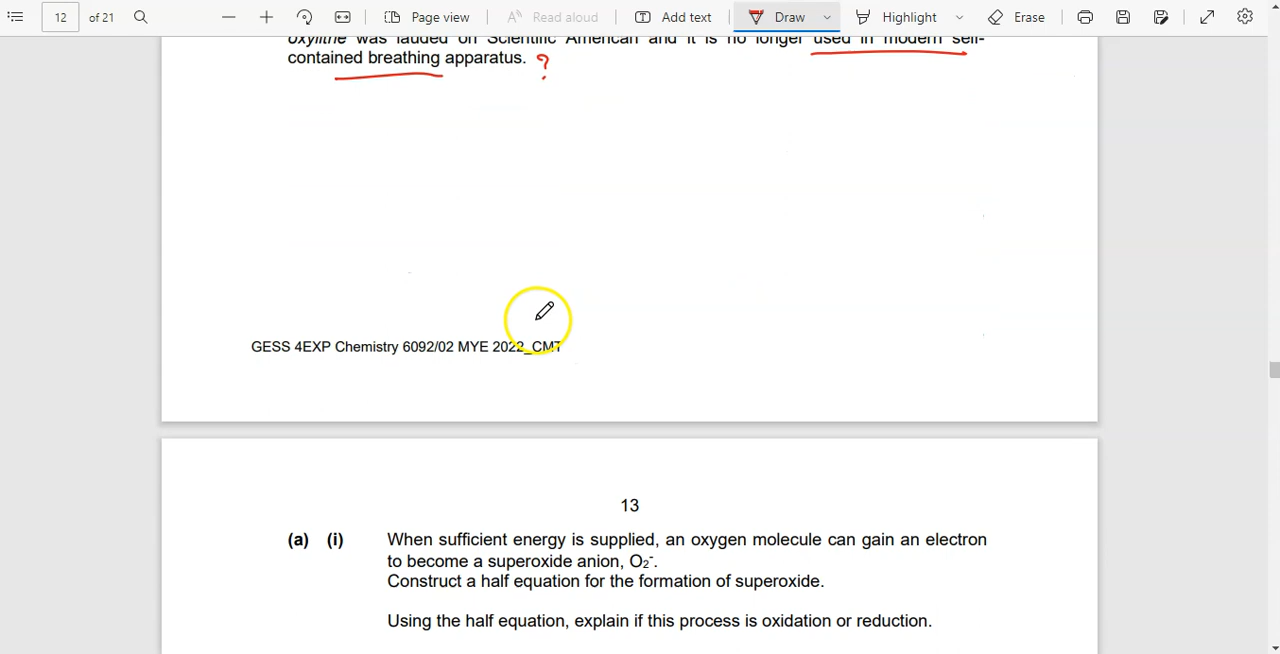 12 of 21 Page view Read aloud Add text Draw Highlight Erase
oxylithe was lauded on Scientific American and it is no longer used in modern self-
contained breathing apparatus. ?
GESS 4EXP Chemistry 6092/02 MYE 2022_CMT
13
(a) (i) When sufficient energy is supplied, an oxygen molecule can gain an electron
to become a superoxide anion, O₂⁻.
Construct a half equation for the formation of superoxide.
Using the half equation, explain if this process is oxidation or reduction.